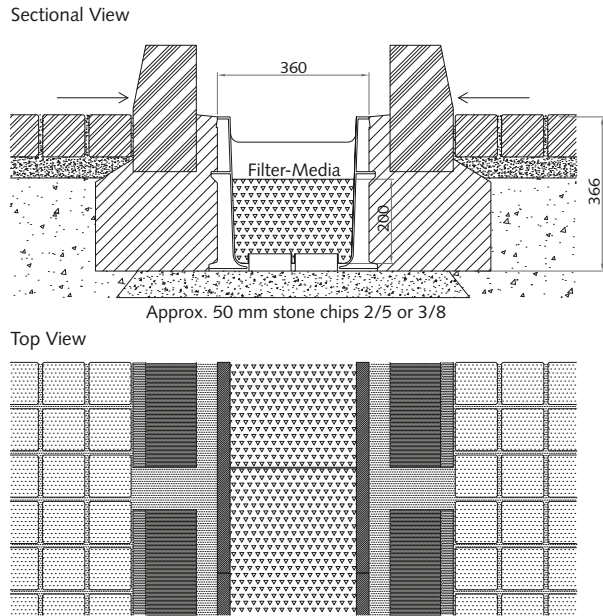 Sectional View
360
Filter-Media
200
366
Approx. 50 mm stone chips 2/5 or 3/8
Top View